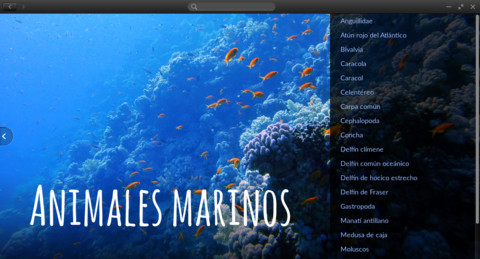 ANIMALES MARINOS
Anguillidae
Atún rojo del Atlántico
Bivalvia
Caracola
Caracol
Celentéreo
Carpa común
Cephalopoda
Concha
Delfín clímene
Delfín común oceánico
Delfín de hocico estrecho
Delfín de Fraser
Gastropoda
Manatí antillano
Medusa de caja
Moluscos